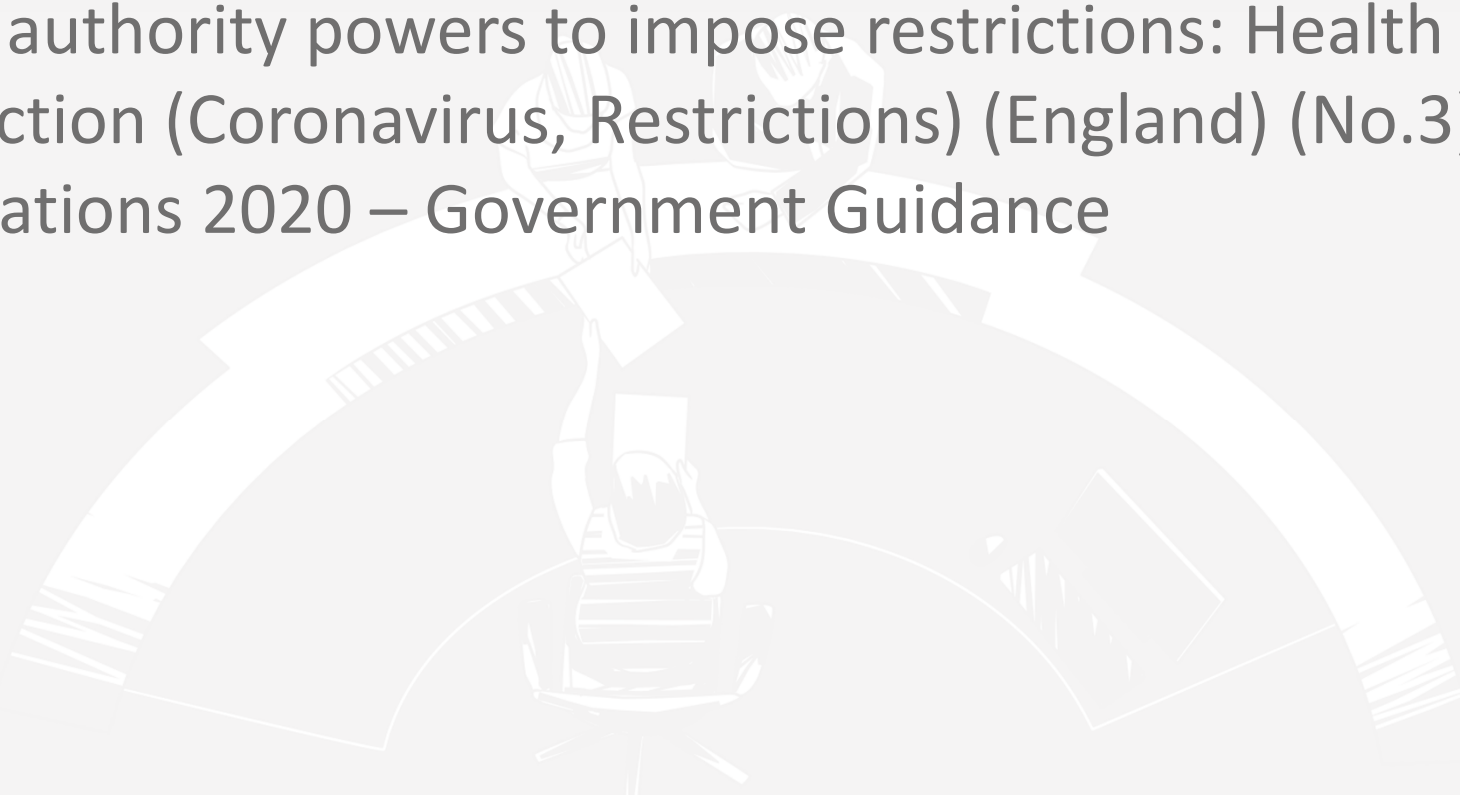 authority powers to impose restrictions: Health
ction (Coronavirus, Restrictions) (England) (No.3)
ations 2020 – Government Guidance